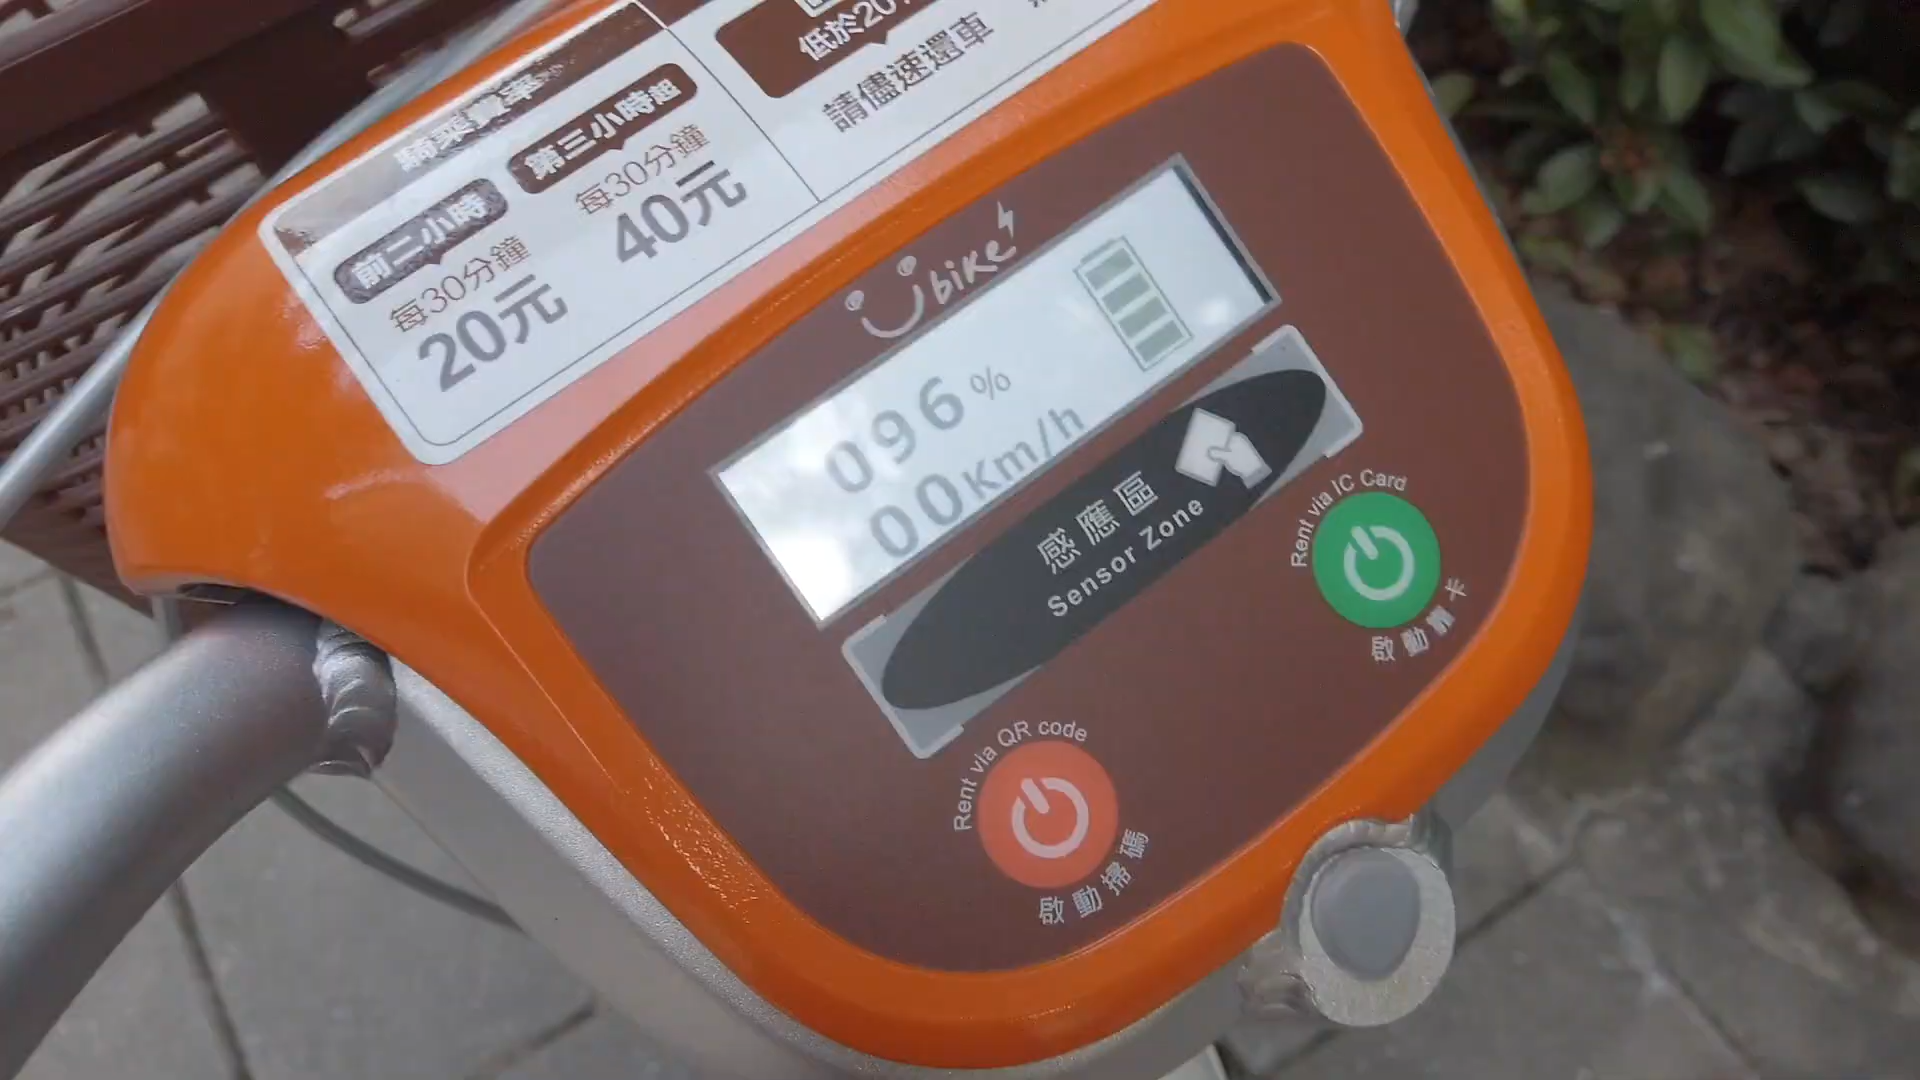 騎乘費率
前二小時
每30分鐘
20元
第三小時起
每30分鐘
40元
低於20
請儘速還車
Ubike
096%
00Km/h
感應區
Sensor Zone
Rent via IC Card
啟動靠卡
Rent via QR code
啟動掃碼